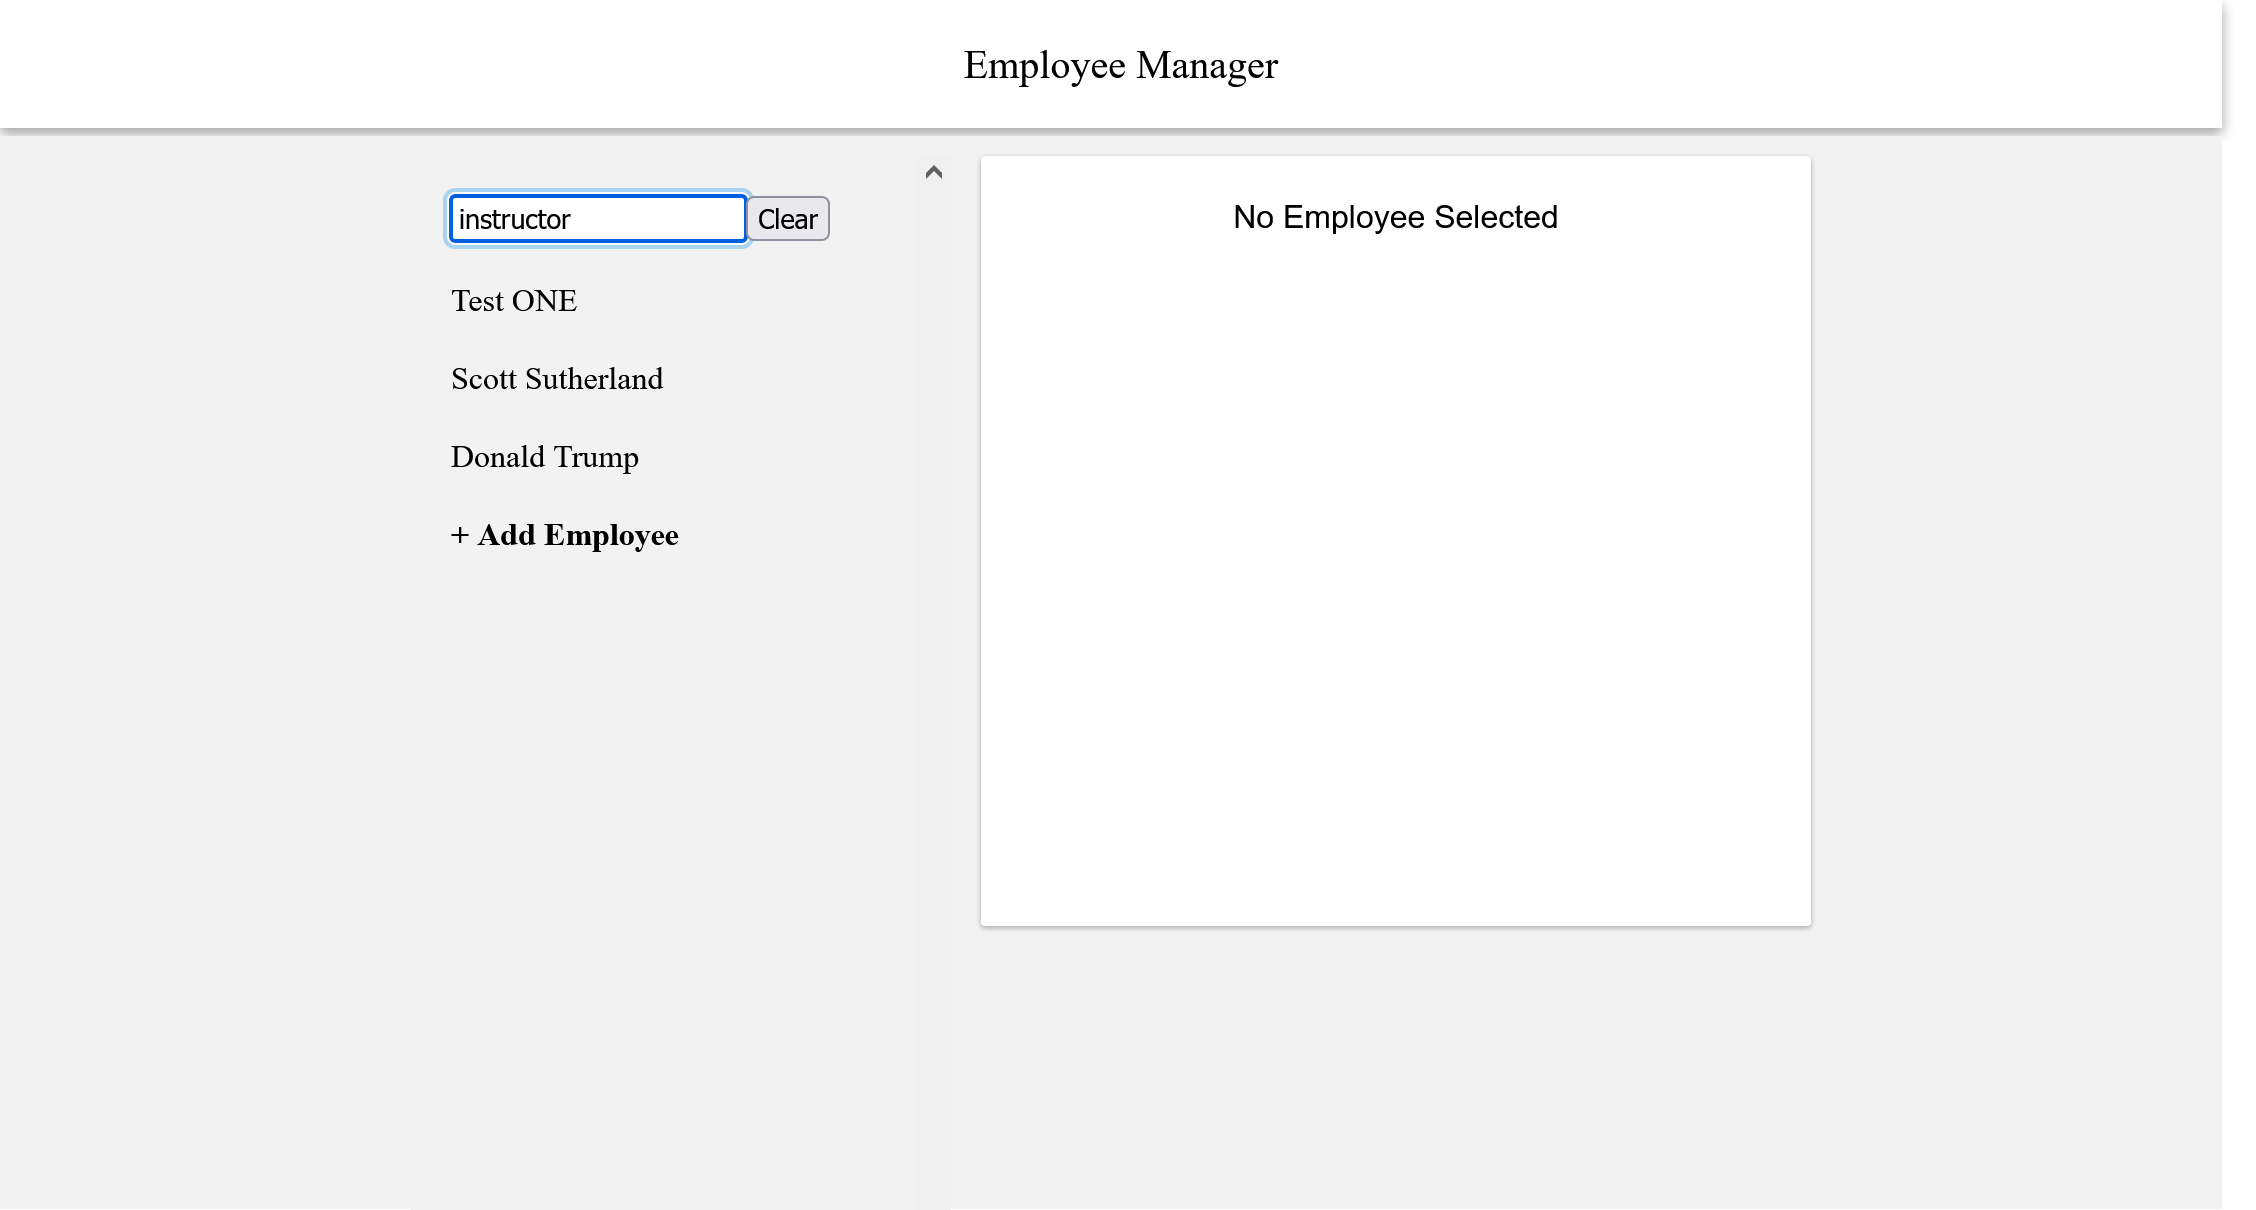 Employee Manager
instructor Clear
No Employee Selected
Test ONE
Scott Sutherland
Donald Trump
+ Add Employee